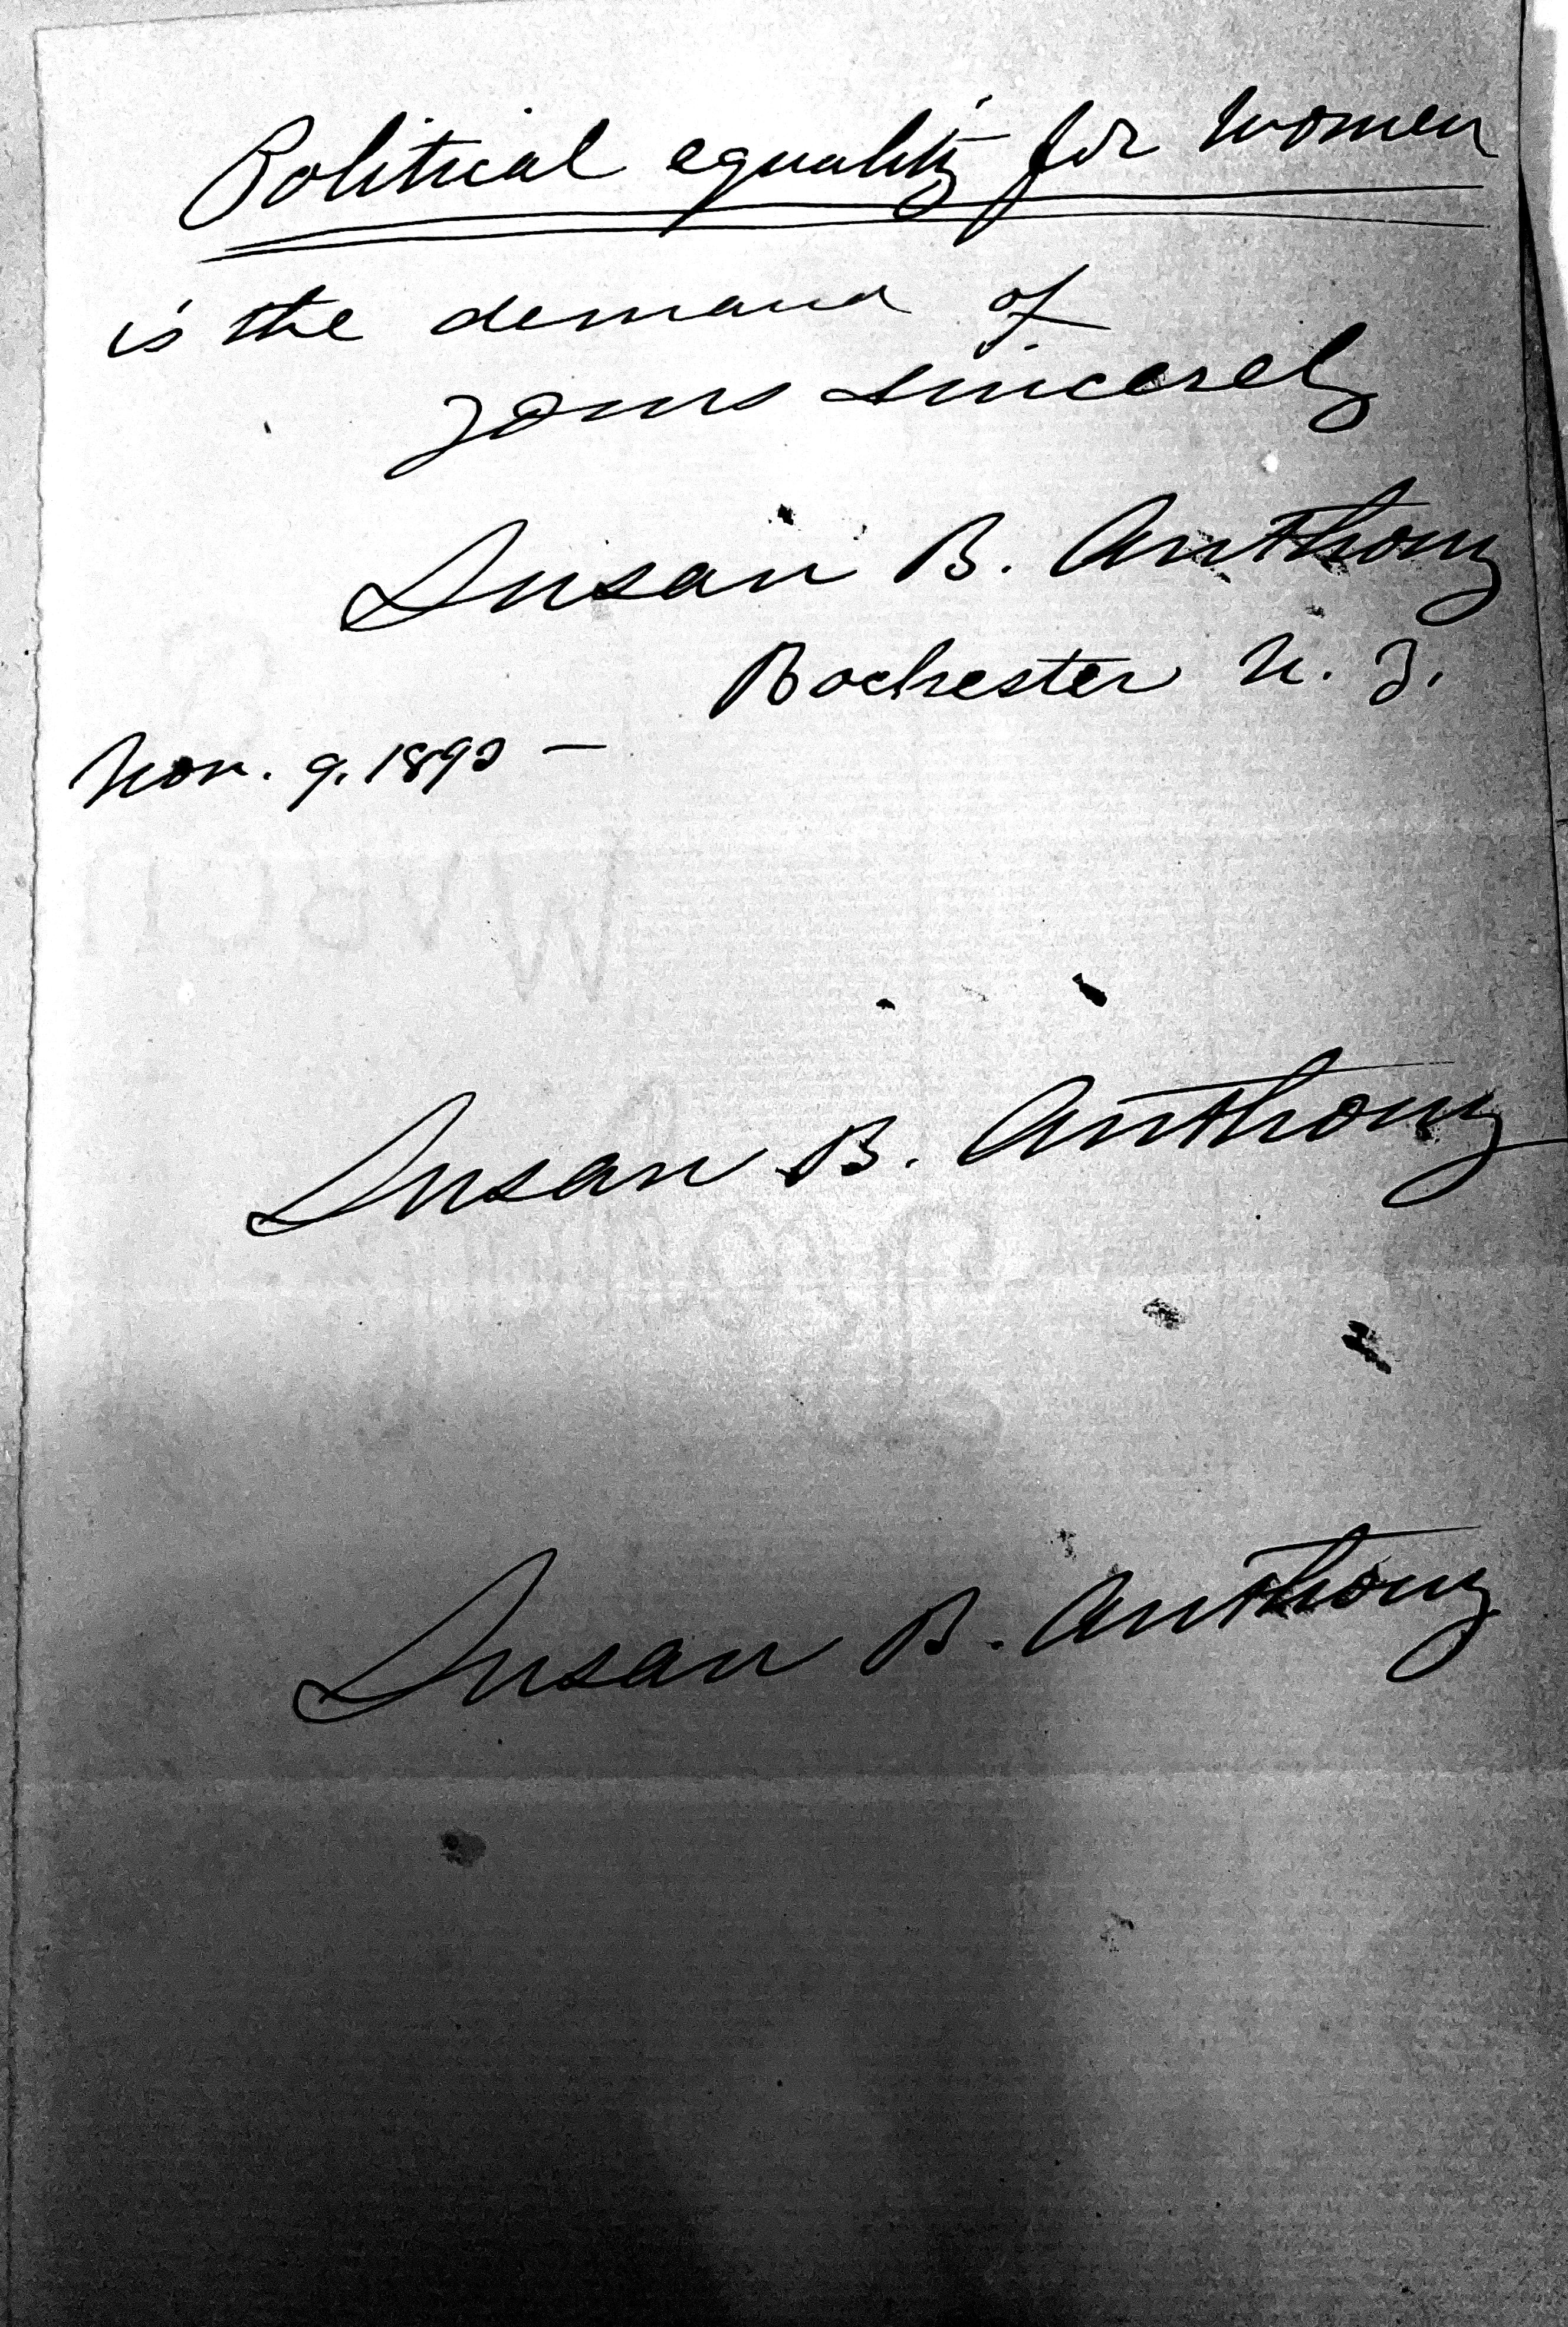 Political equality for women
is the demand of
yours sincerely
Susan B. Anthony
Rochester N. Y.
Nov. 9. 1893 —
Susan B. Anthony
Susan B. Anthony